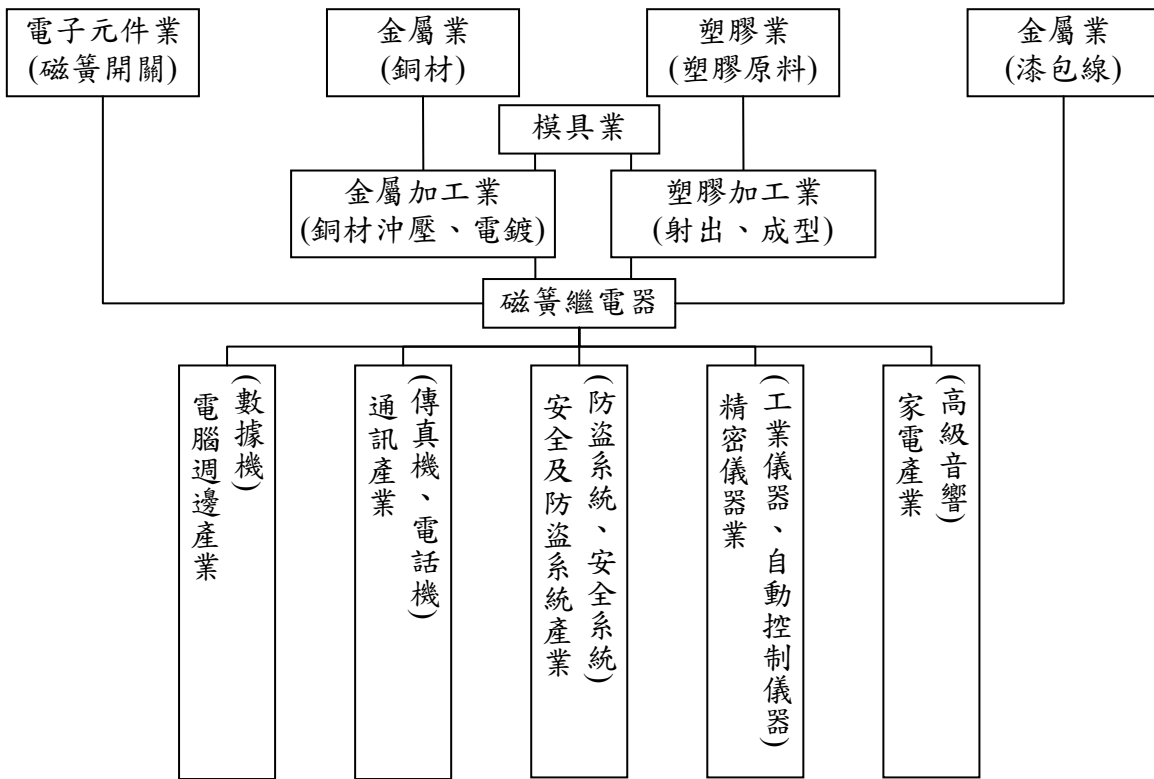 電子元件業
(磁簧開關)
金屬業
(銅材)
塑膠業
(塑膠原料)
金屬業
(漆包線)
模具業
金屬加工業
(銅材沖壓、電鍍)
塑膠加工業
(射出、成型)
磁簧繼電器
(數據機)
電腦週邊產業
(傳真機、電話機)
通訊產業
(防盜系統、安全系統)
安全及防盜系統產業
(工業儀器、自動控制儀器)
精密儀器業
(高級音響)
家電產業